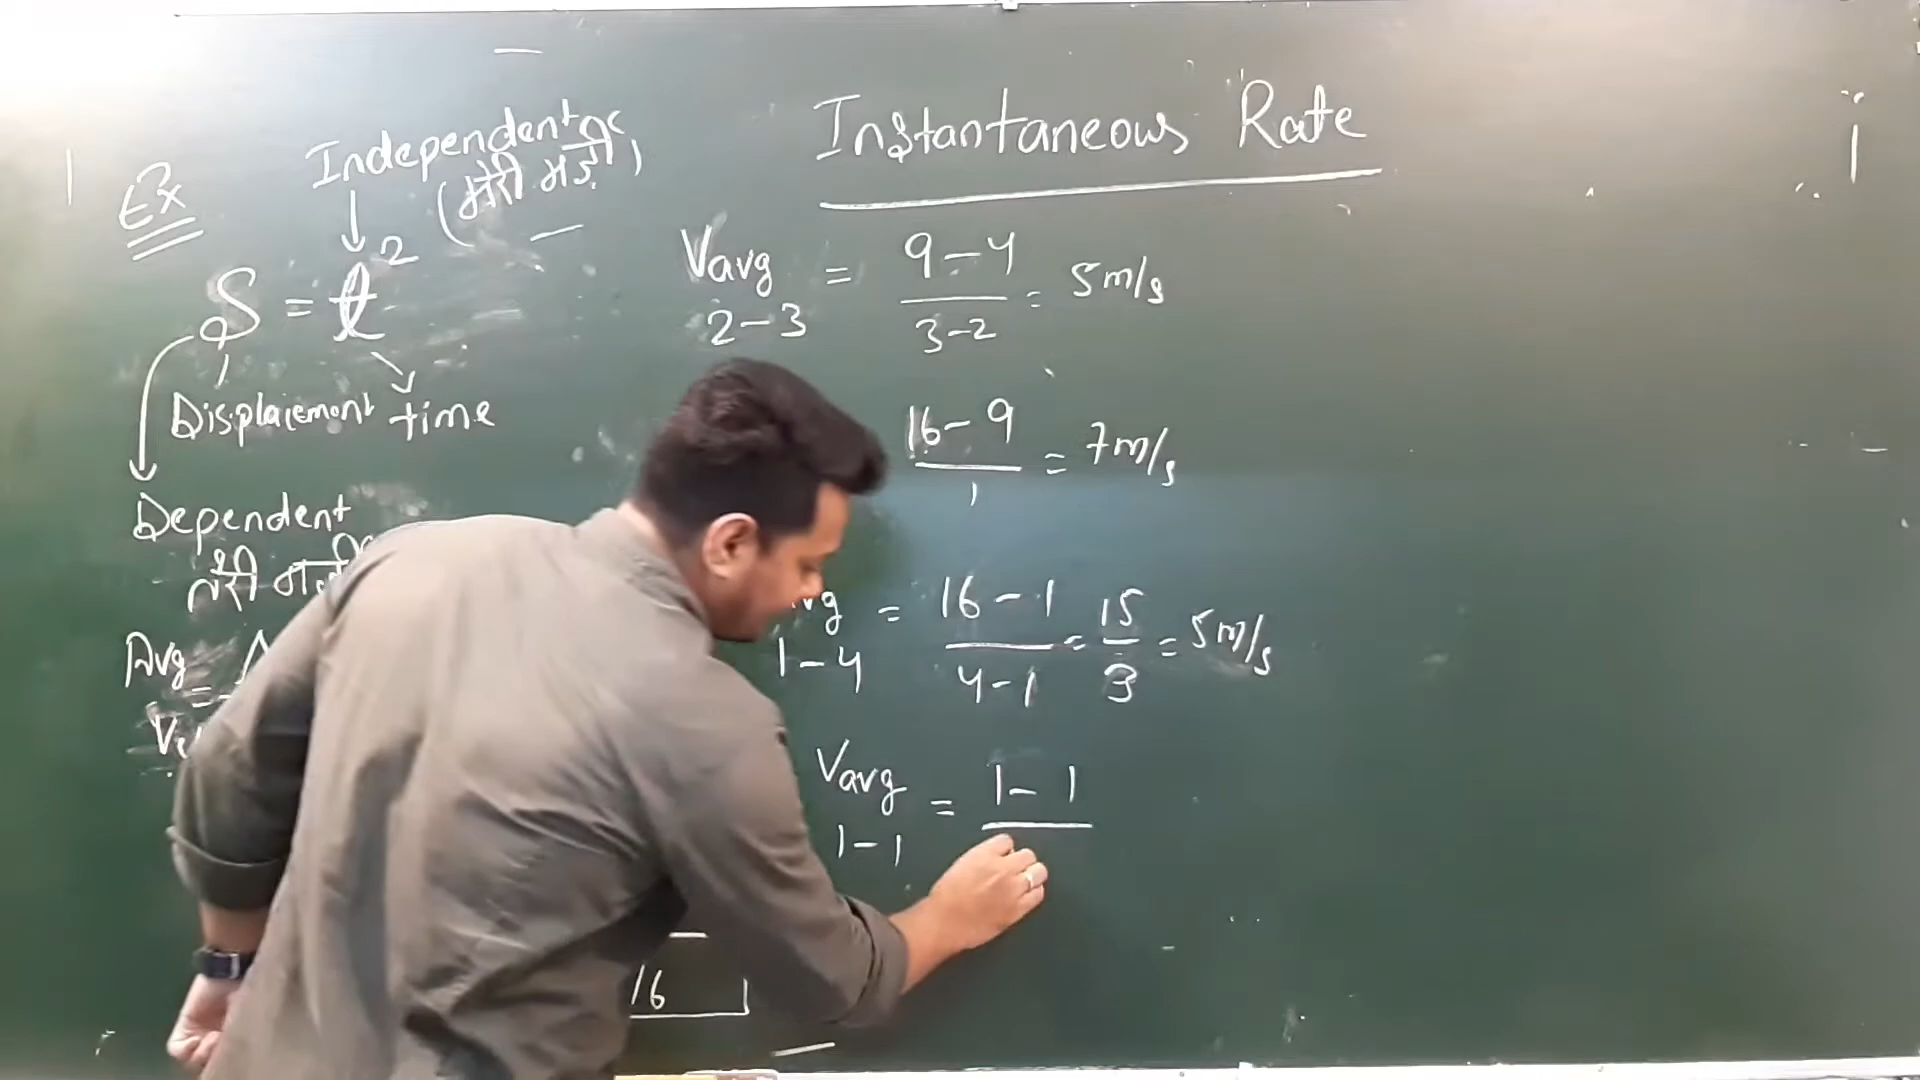 Instantaneous Rate
Ex
Independent
(मेरी मर्जी)
S = t²
Displacement time
Dependent
तेरी
Avg =
Vavg 2-3 = 9-4 / 3-2 = 5m/s
16-9 / 1 = 7m/s
1-4 = 16-1 / 4-1 = 15/3 = 5m/s
Vavg 1-1 = 1-1
16